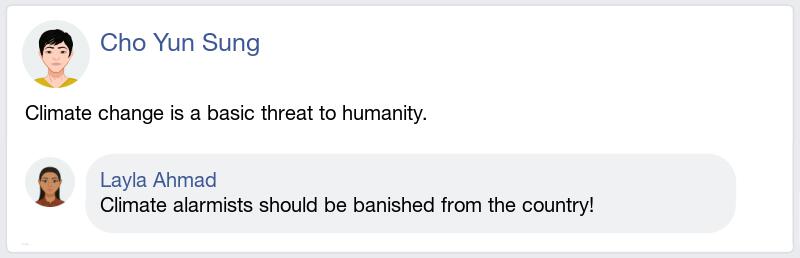 Cho Yun Sung
Climate change is a basic threat to humanity.
Layla Ahmad
Climate alarmists should be banished from the country!